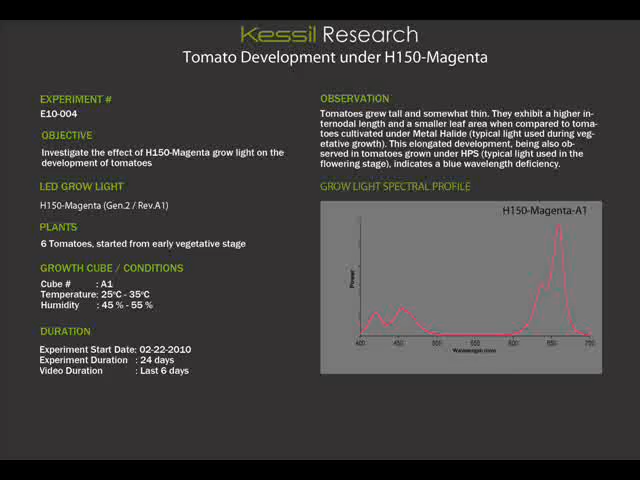 Kessil Research
Tomato Development under H150-Magenta
EXPERIMENT #
E10-004
OBJECTIVE
Investigate the effect of H150-Magenta grow light on the
development of tomatoes
LED GROW LIGHT
H150-Magenta (Gen.2 / Rev.A1)
PLANTS
6 Tomatoes, started from early vegetative stage
GROWTH CUBE / CONDITIONS
Cube # : A1
Temperature: 25°C - 35°C
Humidity : 45 % - 55 %
DURATION
Experiment Start Date: 02-22-2010
Experiment Duration : 24 days
Video Duration : Last 6 days
OBSERVATION
Tomatoes grew tall and somewhat thin. They exhibit a higher in-
ternodal length and a smaller leaf area when compared to toma-
toes cultivated under Metal Halide (typical light used during veg-
etative growth). This elongated development, being also ob-
served in tomatoes grown under HPS (typical light used in the
flowering stage), indicates a blue wavelength deficiency.
GROW LIGHT SPECTRAL PROFILE
H150-Magenta-A1
Power
400 450 500 550 600 650 700
Wavelength